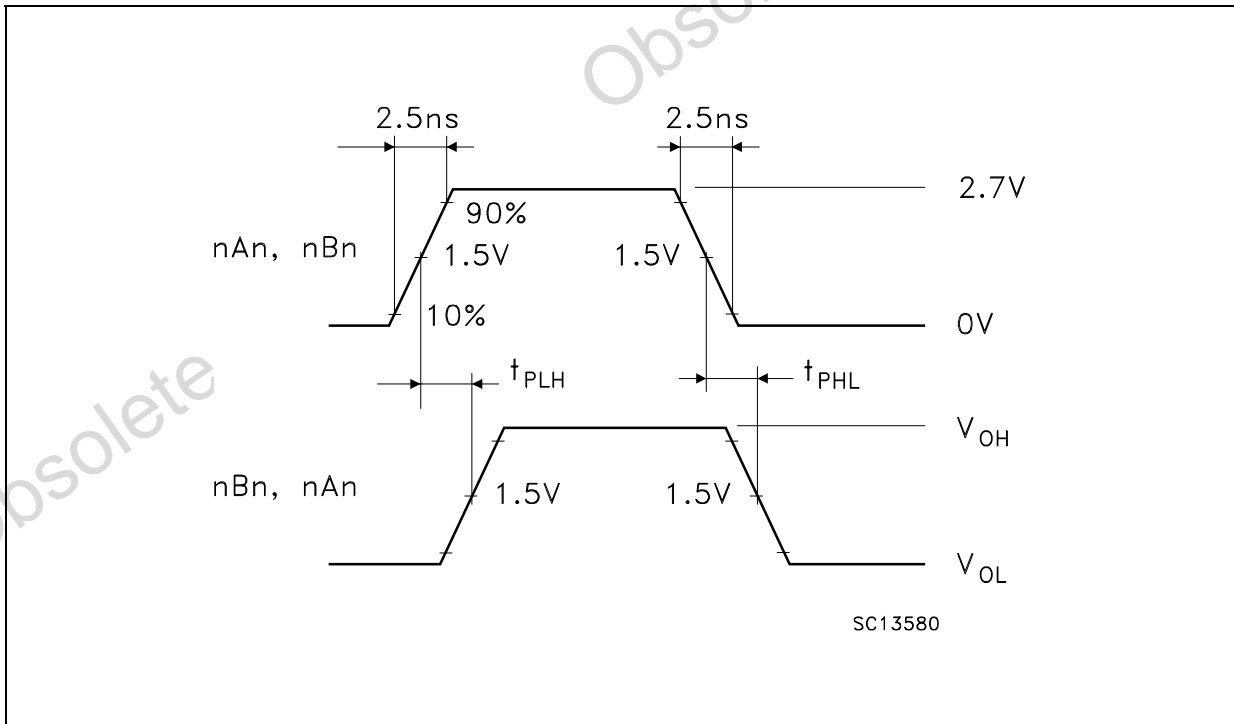 Obsole
2.5ns 2.5ns
2.7V
90%
nAn, nBn 1.5V 1.5V
10%
0V
tPLH tPHL
VOH
nBn, nAn 1.5V 1.5V
VOL
SC13580
Obsolete